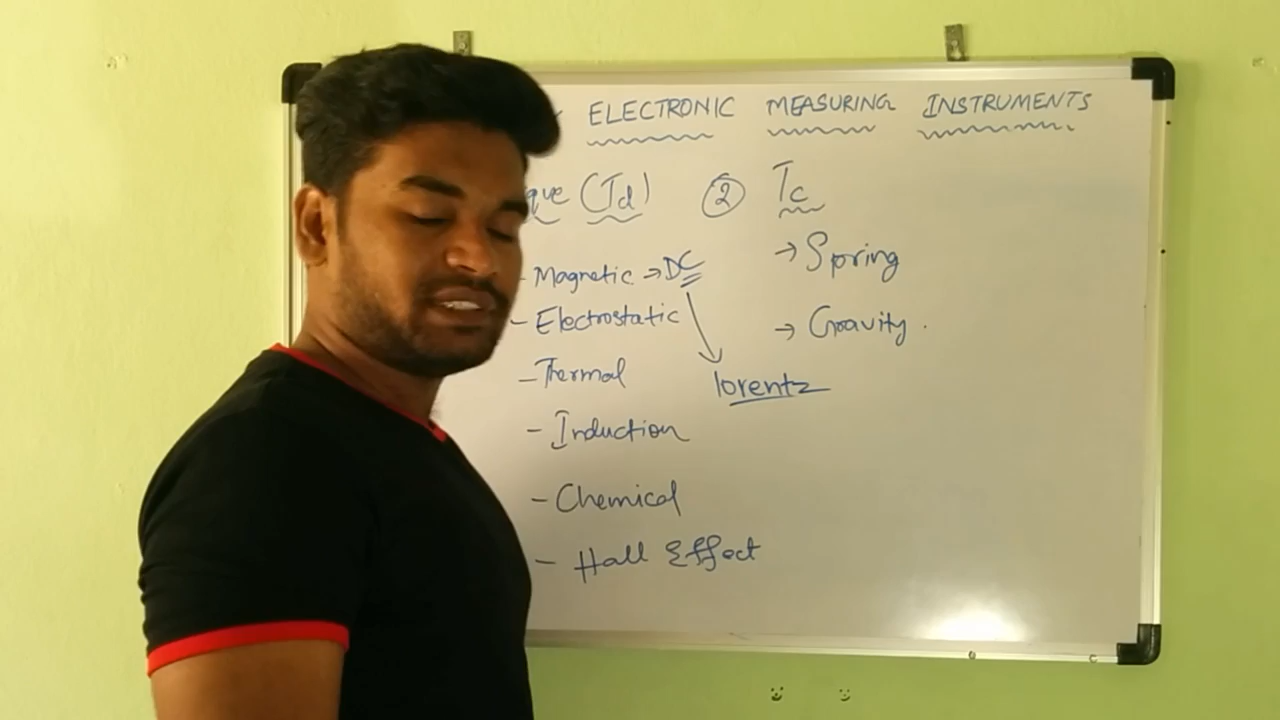 ELECTRONIC MEASURING INSTRUMENTS
que (Td) ② Tc
- Magnetic → DC
- Electrostatic
- Thermal
- Induction
- Chemical
- Hall Effect
lorentz
→ Spring
→ Gravity